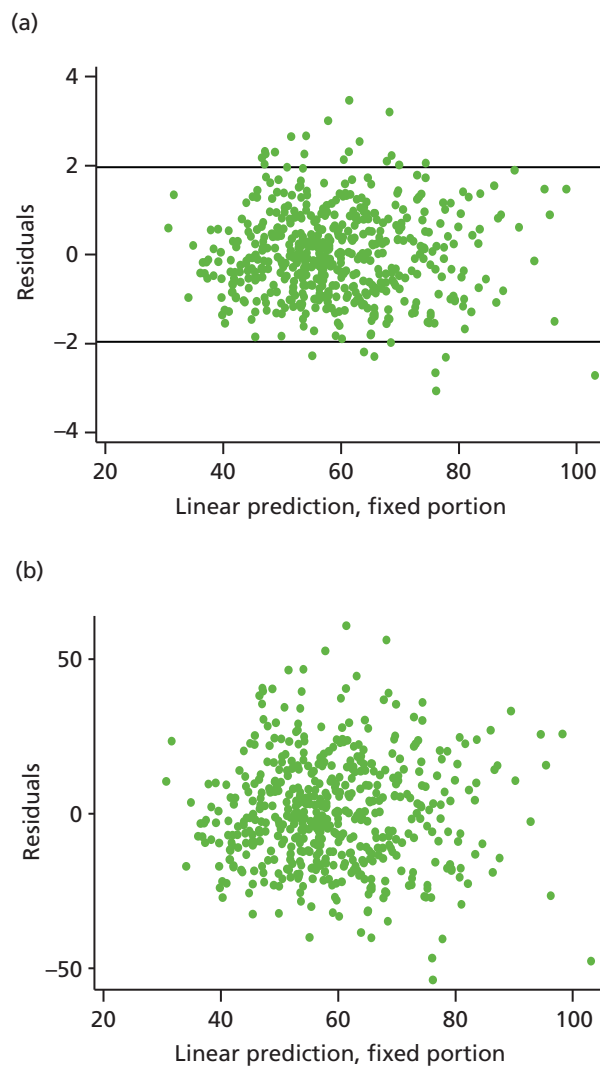 (a)
4
2
0
−2
−4
Residuals
20 40 60 80 100
Linear prediction, fixed portion
(b)
50
0
−50
Residuals
20 40 60 80 100
Linear prediction, fixed portion